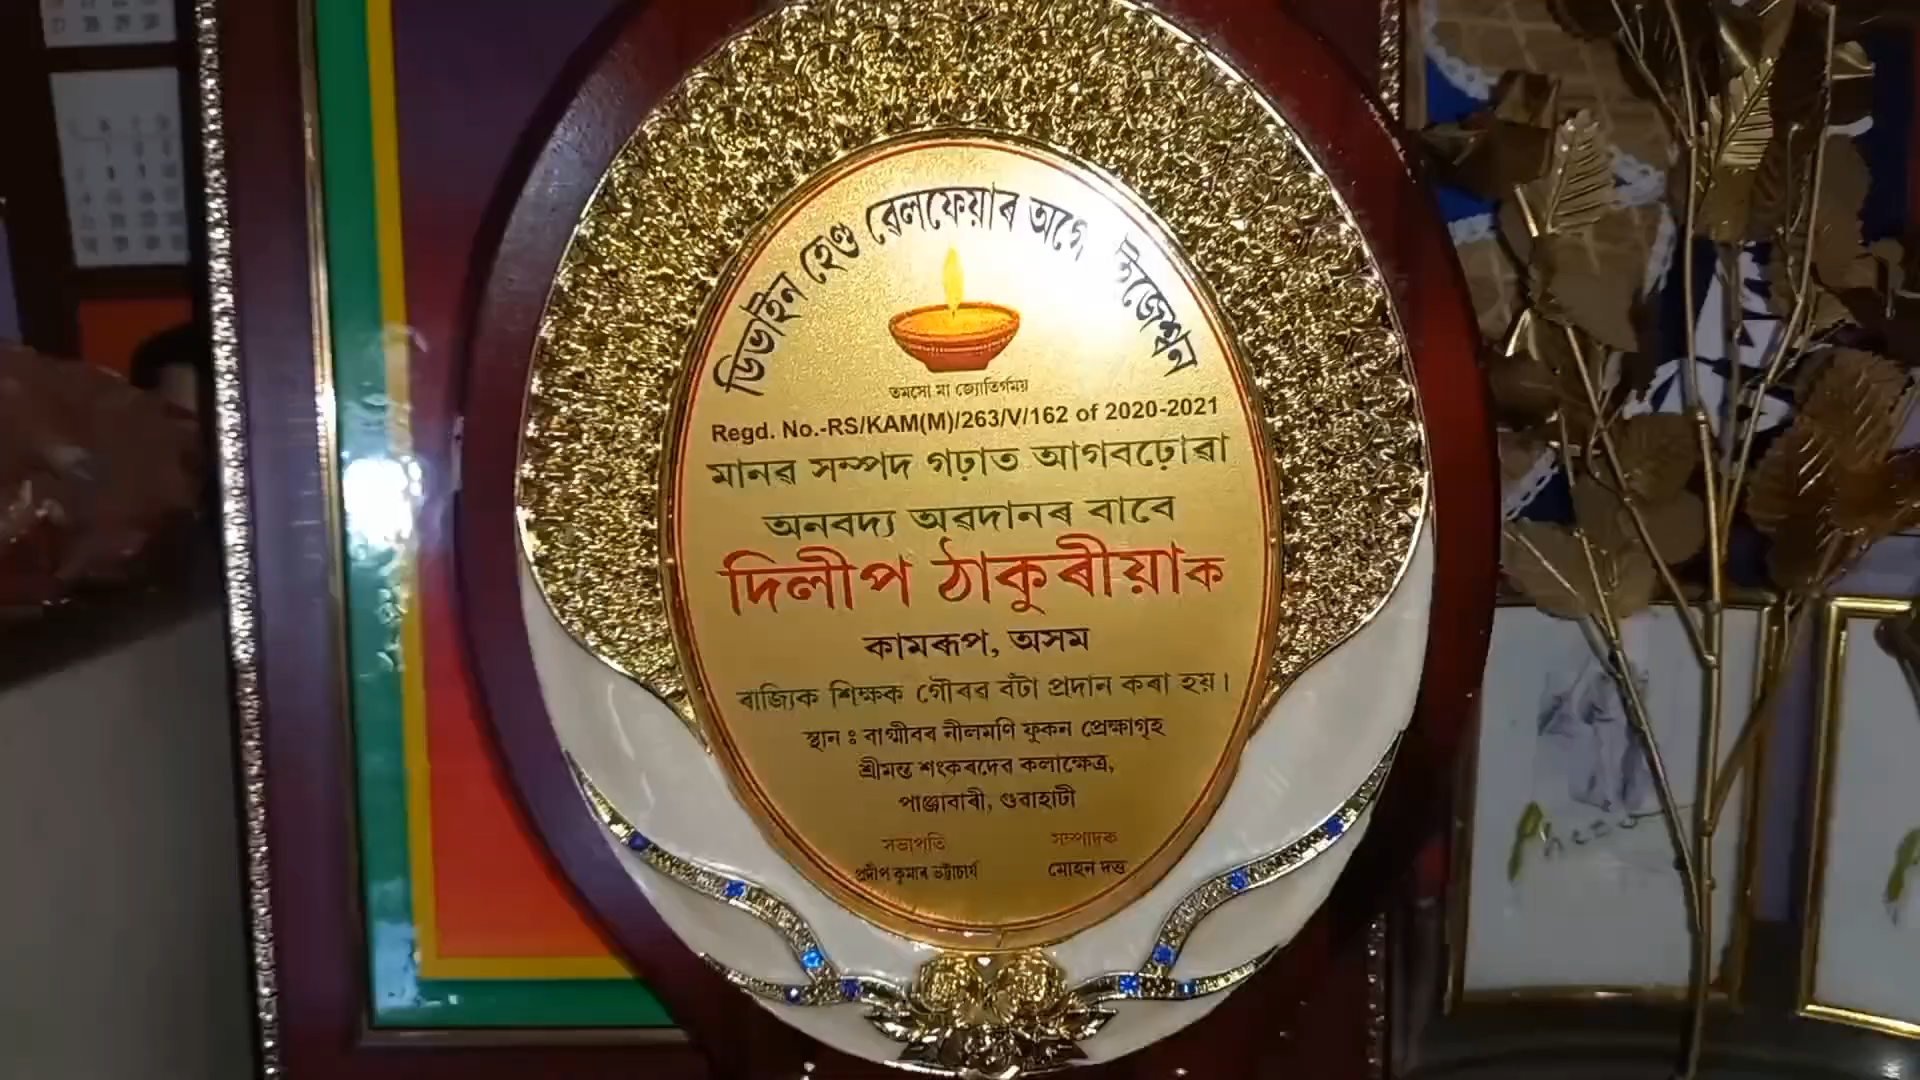 ডিভাইন হেণ্ড ৱেলফেয়াৰ
তমসো মা জ্যোতিৰ্গময়
Regd. No.-RS/KAM(M)/263/V/162 of 2020-2021
মানৱ সম্পদ গঢ়াত আগবঢ়োৱা
অনবদ্য অৱদানৰ বাবে
দিলীপ ঠাকুৰীয়াক
কামৰূপ, অসম
ৰাজ্যিক শিক্ষক গৌৰৱ বঁটা প্ৰদান কৰা হয়।
স্থান ঃ বাগ্মীবৰ নীলমণি ফুকন প্ৰেক্ষাগৃহ
শ্ৰীমন্ত শংকৰদেৱ কলাক্ষেত্ৰ,
পাঞ্জাবাৰী, গুৱাহাটী
সভাপতি সম্পাদক
প্ৰদীপ কুমাৰ ভট্টাচাৰ্য মোহন দত্ত